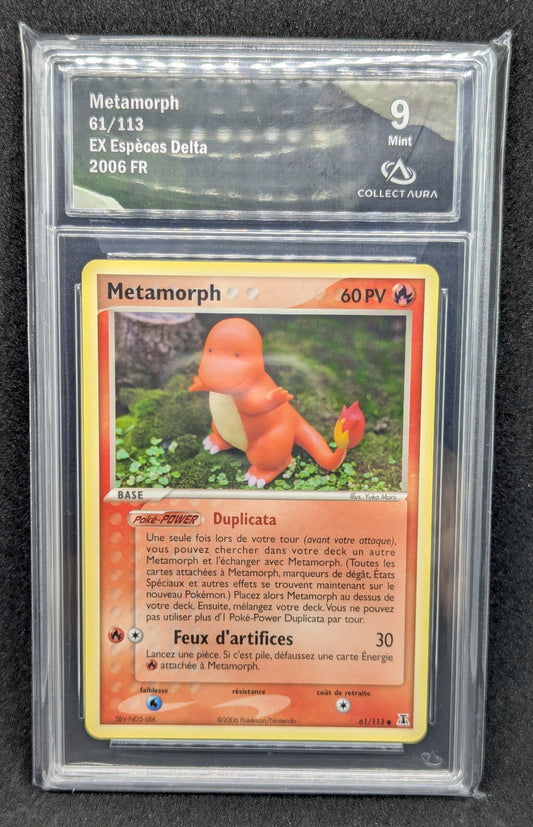 Metamorph
61/113
EX Espèces Delta
2006 FR
9
Mint
COLLECT AURA
Metamorph
60 PV
BASE
Illus. Yuka Morii
Poké-POWER Duplicata
Une seule fois lors de votre tour (avant votre attaque),
vous pouvez chercher dans votre deck un autre
Metamorph et l'échanger avec Metamorph. (Toutes les
cartes attachées à Metamorph, marqueurs de dégât, États
Spéciaux et autres effets se trouvent maintenant sur le
nouveau Pokémon.) Placez alors Metamorph au dessus de
votre deck. Ensuite, mélangez votre deck. Vous ne pouvez
pas utiliser plus d'1 Poké-Power Duplicata par tour.
Feux d'artifices 30
Lancez une pièce. Si c'est pile, défaussez une carte Énergie
attachée à Metamorph.
faiblesse résistance coût de retraite
SBV-ND5-6BK
©2006 Pokémon/Nintendo.
61/113